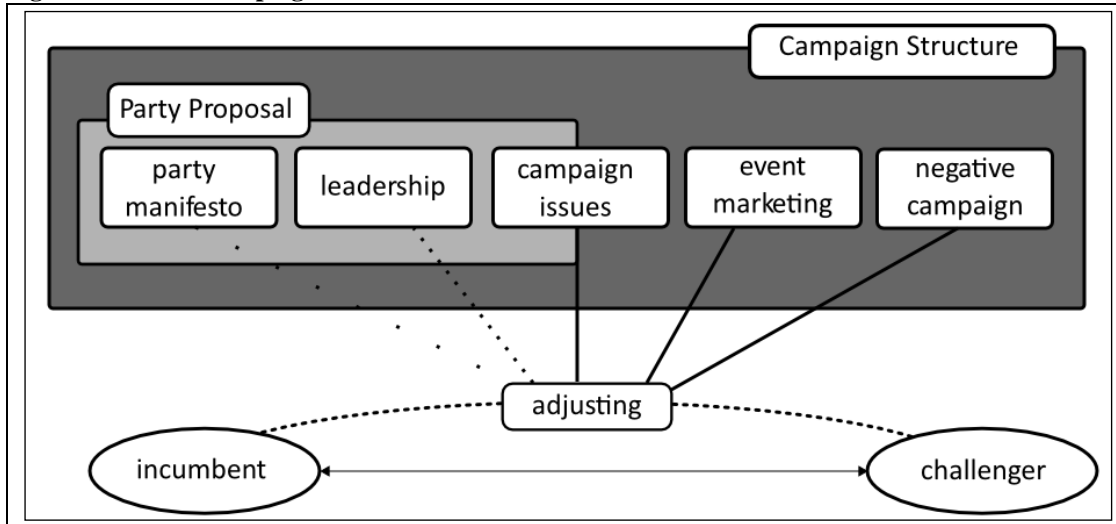 Campaign Structure
Party Proposal
party
manifesto
leadership
campaign
issues
event
marketing
negative
campaign
adjusting
incumbent
challenger